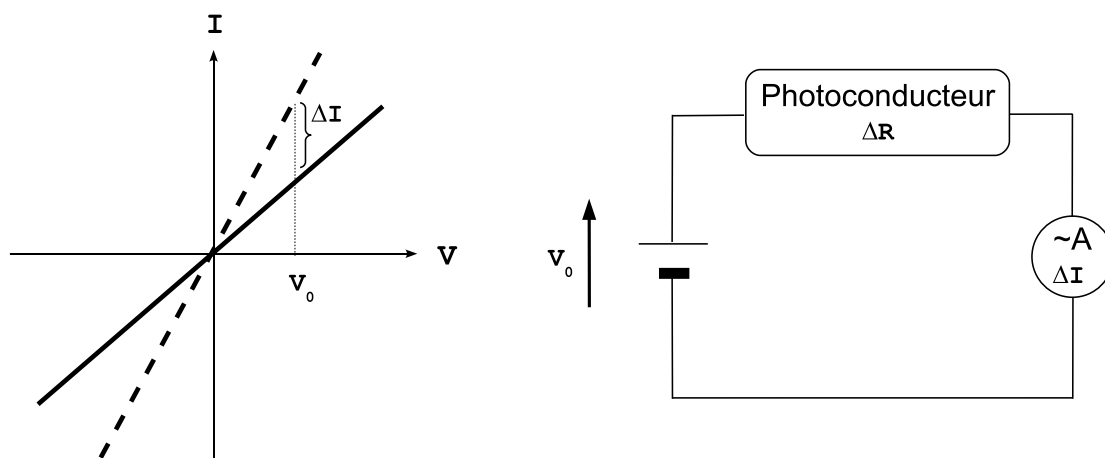 I
ΔI
V
V₀
Photoconducteur
ΔR
V₀
~A
ΔI